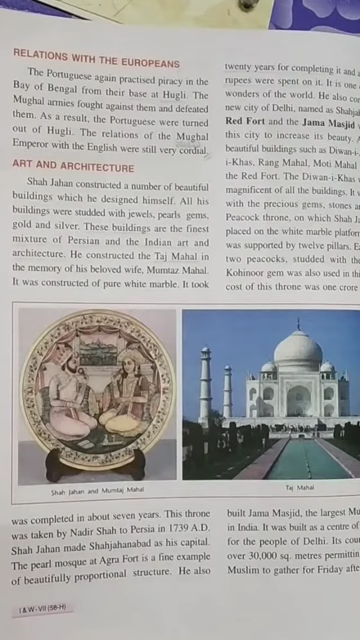 RELATIONS WITH THE EUROPEANS
The Portuguese again practised piracy in the
Bay of Bengal from their base at Hugli. The
Mughal armies fought against them and defeated
them. As a result, the Portuguese were turned
out of Hugli. The relations of the Mughal
Emperor with the English were still very cordial.
ART AND ARCHITECTURE
Shah Jahan constructed a number of beautiful
buildings which he designed himself. All his
buildings were studded with jewels, pearls gems,
gold and silver. These buildings are the finest
mixture of Persian and the Indian art and
architecture. He constructed the Taj Mahal in
the memory of his beloved wife, Mumtaz Mahal.
It was constructed of pure white marble. It took
twenty years for completing it and
rupees were spent on it. It is one
wonders of the world. He also
new city of Delhi, named as
Red Fort and the Jama Masjid
this city to increase its beauty.
beautiful buildings such as Diwan-i-
i-Khas, Rang Mahal, Moti Mahal
the Red Fort. The Diwan-i-Khas
magnificent of all the buildings. It
with the precious gems, stones
Peacock throne, on which Shah
placed on the white marble
was supported by twelve pillars.
two peacocks, studded with the
Kohinoor gem was also used in
cost of this throne was one crore
Shah Jahan and Mumtaj Mahal
Taj Mahal
was completed in about seven years. This throne
was taken by Nadir Shah to Persia in 1739 A.D.
Shah Jahan made Shahjahanabad as his capital.
The pearl mosque at Agra Fort is a fine example
of beautifully proportional structure. He also
built Jama Masjid, the largest
in India. It was built as a centre of
for the people of Delhi. Its
over 30,000 sq. metres
Muslim to gather for Friday
I & W-VII (SB-H)